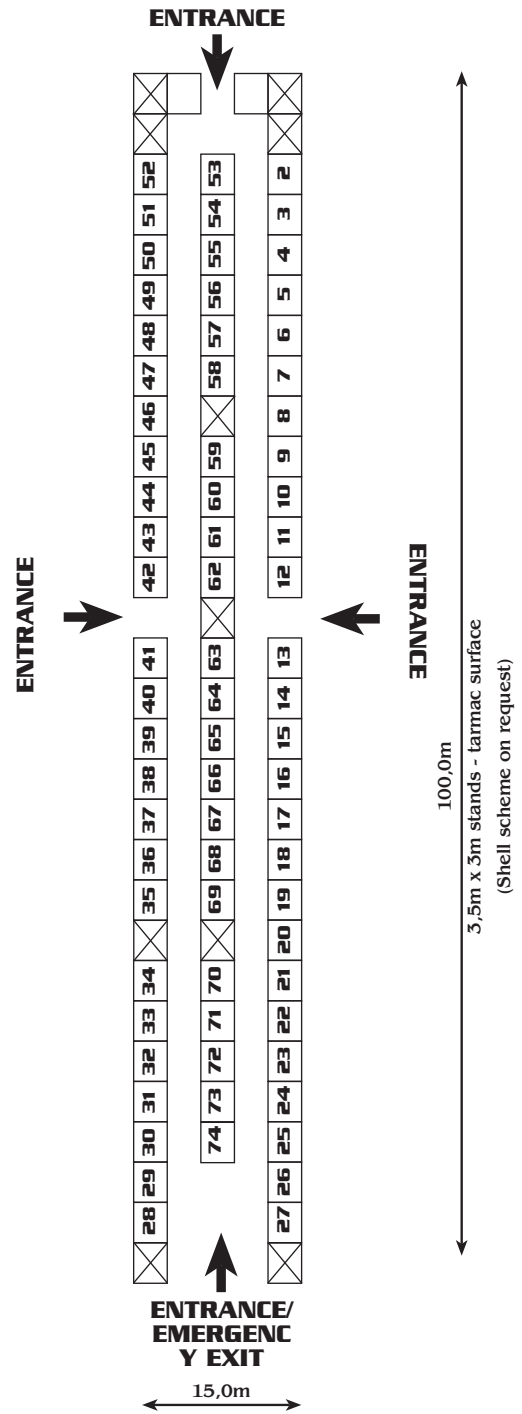 ENTRANCE
52 53 2
51 54 3
50 55 4
49 56 5
48 57 6
47 58 7
46 8
45 59 9
44 60 10
43 61 11
42 62 12
ENTRANCE
ENTRANCE
41 63 13
40 64 14
39 65 15
38 66 16
37 67 17
36 68 18
35 69 19
20
34 70 21
33 71 22
32 72 23
31 73 24
30 74 25
29 26
28 27
100,0m
3,5m x 3m stands - tarmac surface
(Shell scheme on request)
ENTRANCE/
EMERGENC
Y EXIT
15,0m